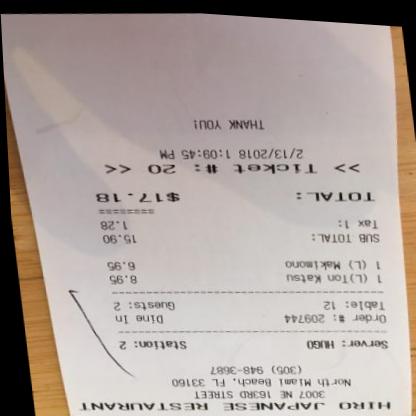 HIRO JAPANESE RESTAURANT
3007 NE 163RD STREET
North Miami Beach, FL 33160
(305) 948-3687
Server: HUGO Station: 2
Order #: 209744 Dine In
Table: 12 Guests: 2
1 (L)Ton Katsu 8.95
1 (L) Makimono 6.95
SUB TOTAL: 15.90
Tax 1: 1.28
========
TOTAL: $17.18
>> Ticket #: 20 <<
2/13/2018 1:09:45 PM
THANK YOU!